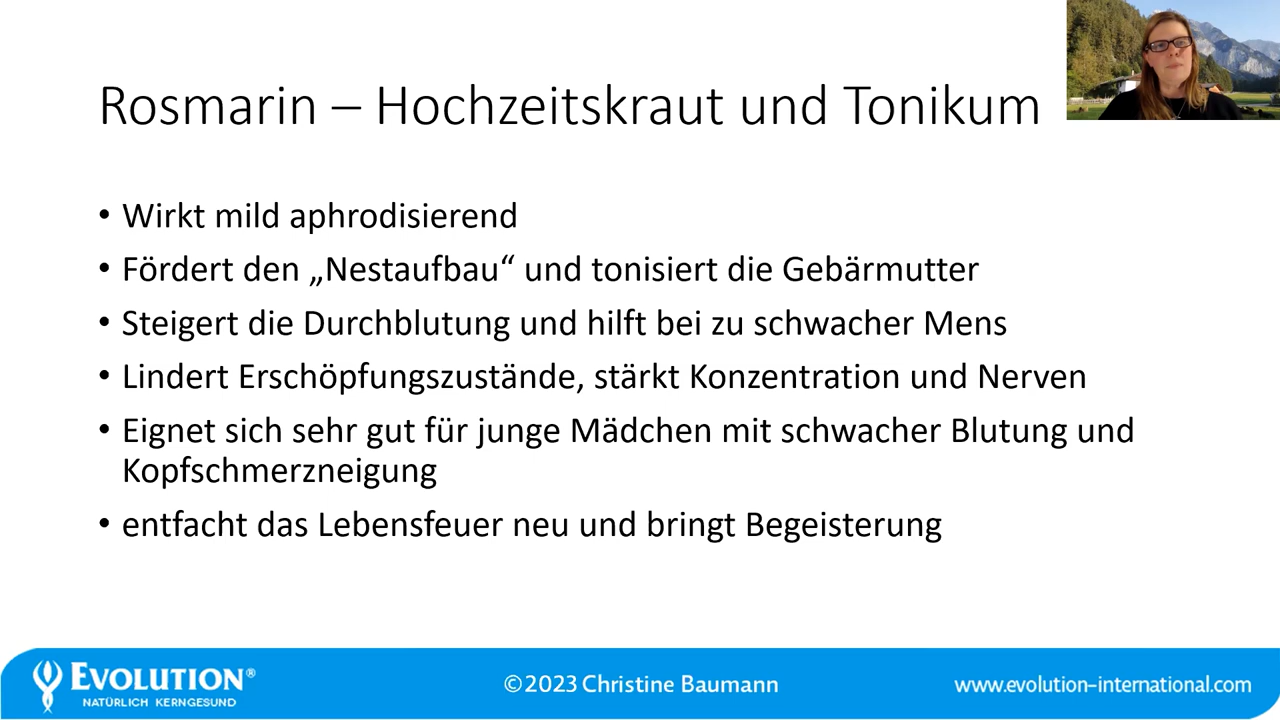 Rosmarin – Hochzeitskraut und Tonikum
• Wirkt mild aphrodisierend
• Fördert den „Nestaufbau“ und tonisiert die Gebärmutter
• Steigert die Durchblutung und hilft bei zu schwacher Mens
• Lindert Erschöpfungszustände, stärkt Konzentration und Nerven
• Eignet sich sehr gut für junge Mädchen mit schwacher Blutung und
Kopfschmerzneigung
• entfacht das Lebensfeuer neu und bringt Begeisterung
EVOLUTION®
NATÜRLICH KERNGESUND
©2023 Christine Baumann
www.evolution-international.com